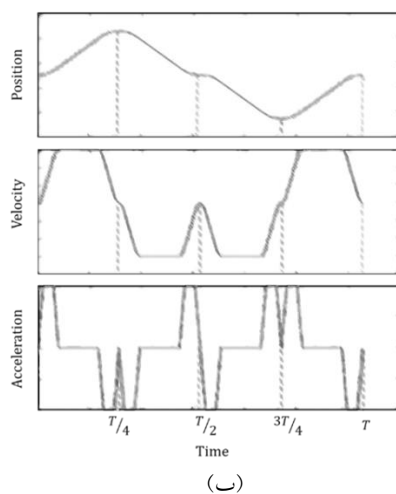 Position
Velocity
Acceleration
T/4 T/2 3T/4 T
Time
(ب)